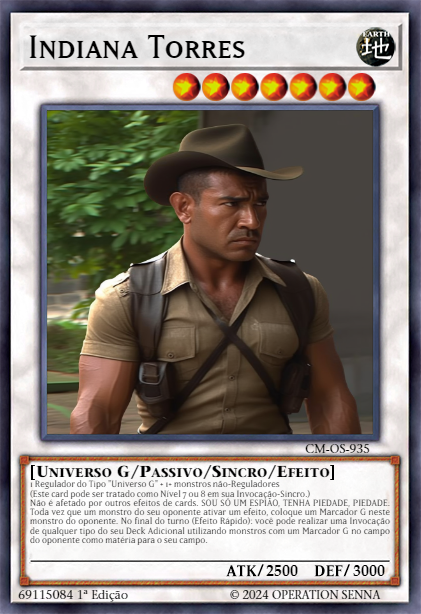 Indiana Torres
EARTH
地
CM-OS-935
[Universo G/Passivo/Sincro/Efeito]
1 Regulador do Tipo "Universo G" + 1+ monstros não-Reguladores
(Este card pode ser tratado como Nível 7 ou 8 em sua Invocação-Sincro.)
Não é afetado por outros efeitos de cards. SOU SÓ UM ESPIÃO, TENHA PIEDADE, PIEDADE.
Toda vez que um monstro do seu oponente ativar um efeito, coloque um Marcador G neste
monstro do oponente. No final do turno (Efeito Rápido): você pode realizar uma Invocação
de qualquer tipo do seu Deck Adicional utilizando monstros com um Marcador G no campo
do oponente como matéria para o seu campo.
ATK/2500 DEF/3000
69115084 1ª Edição © 2024 OPERATION SENNA